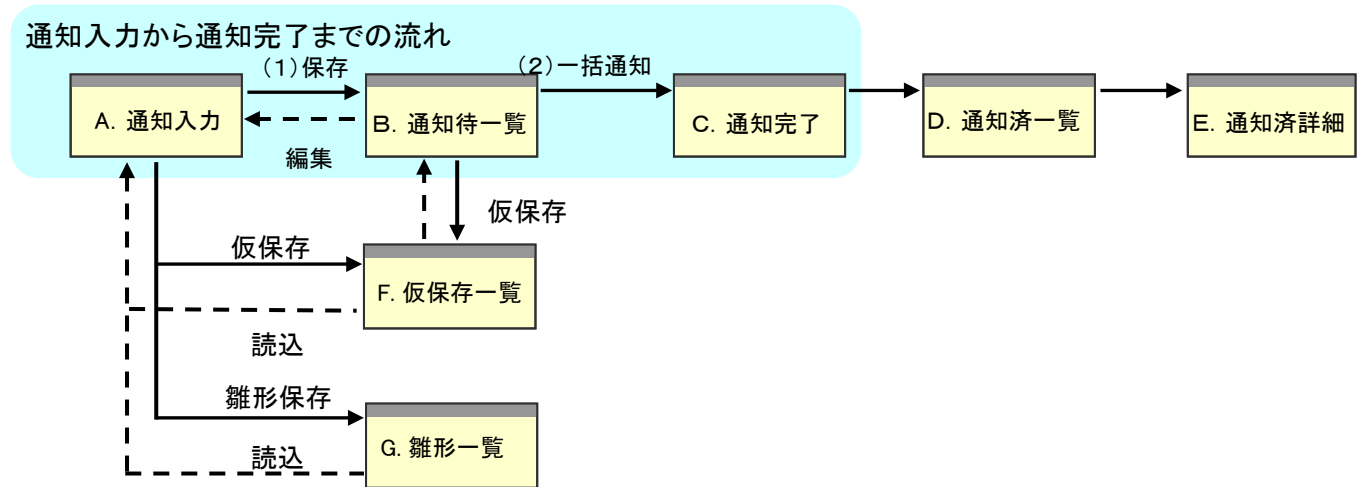 通知入力から通知完了までの流れ
（１）保存
（２）一括通知
A. 通知入力
B. 通知待一覧
C. 通知完了
D. 通知済一覧
E. 通知済詳細
編集
仮保存
仮保存
F. 仮保存一覧
読込
雛形保存
G. 雛形一覧
読込